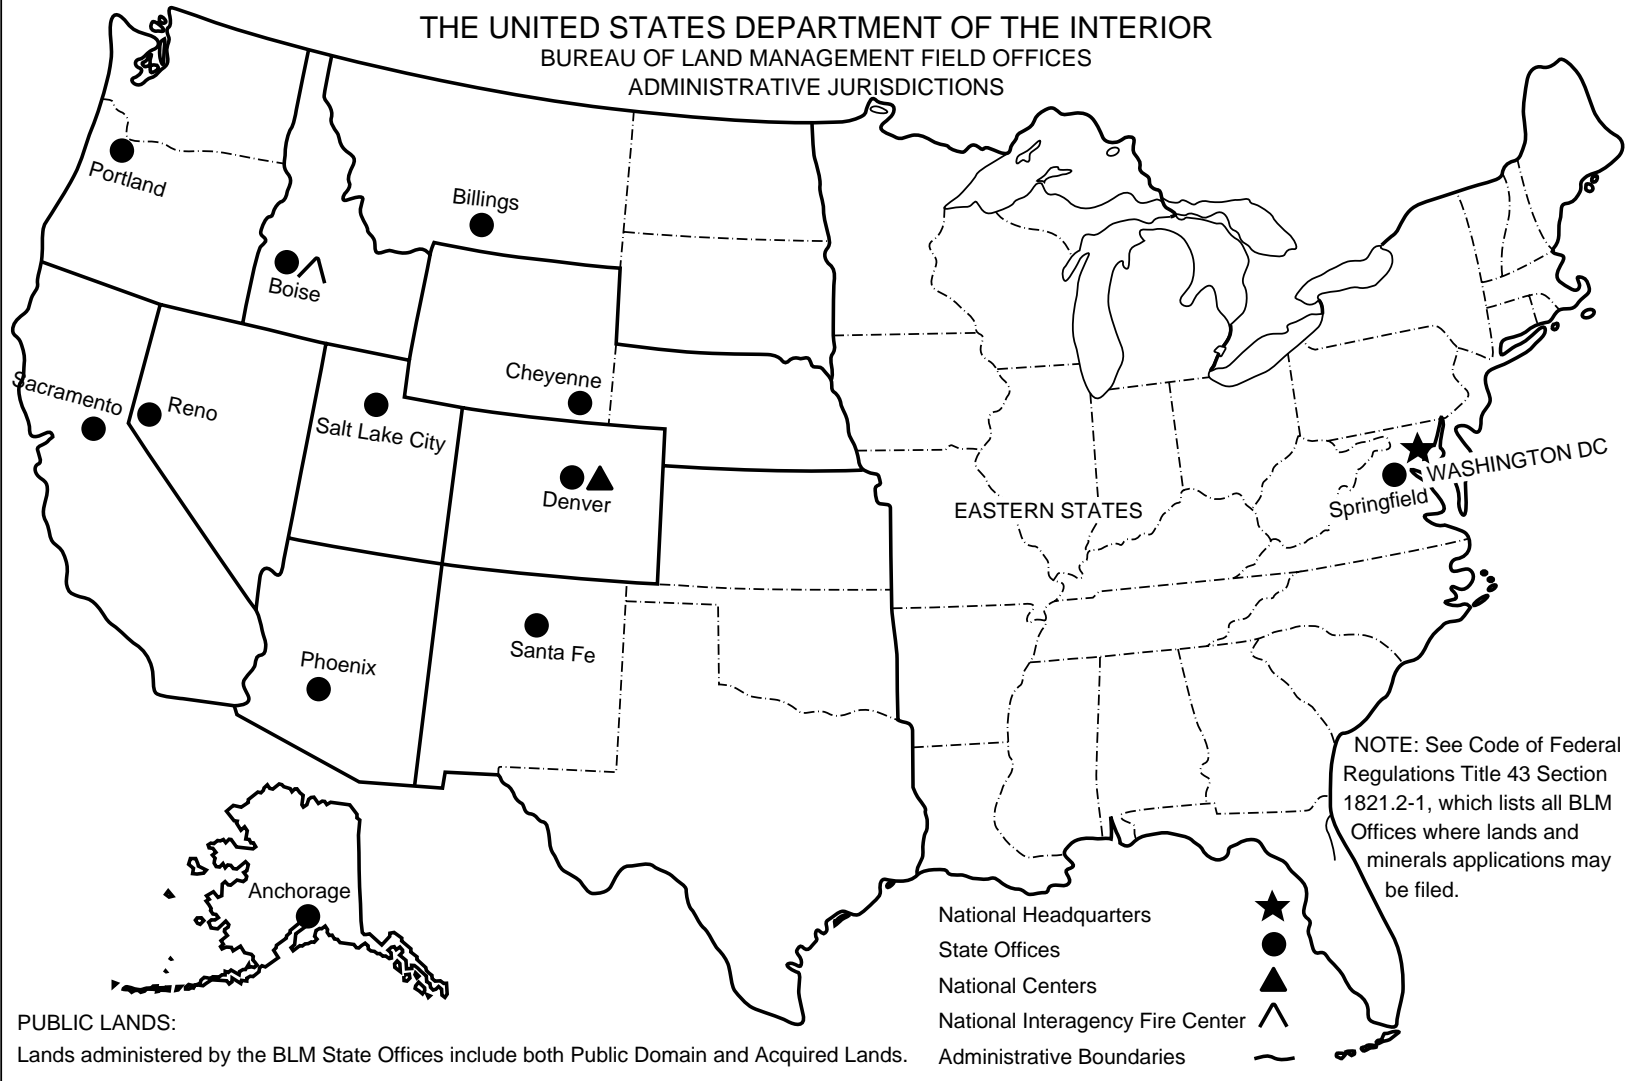 THE UNITED STATES DEPARTMENT OF THE INTERIOR
BUREAU OF LAND MANAGEMENT FIELD OFFICES
ADMINISTRATIVE JURISDICTIONS
Portland
Billings
Boise
Cheyenne
Sacramento
Reno
Salt Lake City
Denver
WASHINGTON DC
Springfield
EASTERN STATES
Santa Fe
Phoenix
Anchorage
NOTE: See Code of Federal
Regulations Title 43 Section
1821.2-1, which lists all BLM
Offices where lands and
minerals applications may
be filed.
National Headquarters
State Offices
National Centers
National Interagency Fire Center
Administrative Boundaries
PUBLIC LANDS:
Lands administered by the BLM State Offices include both Public Domain and Acquired Lands.